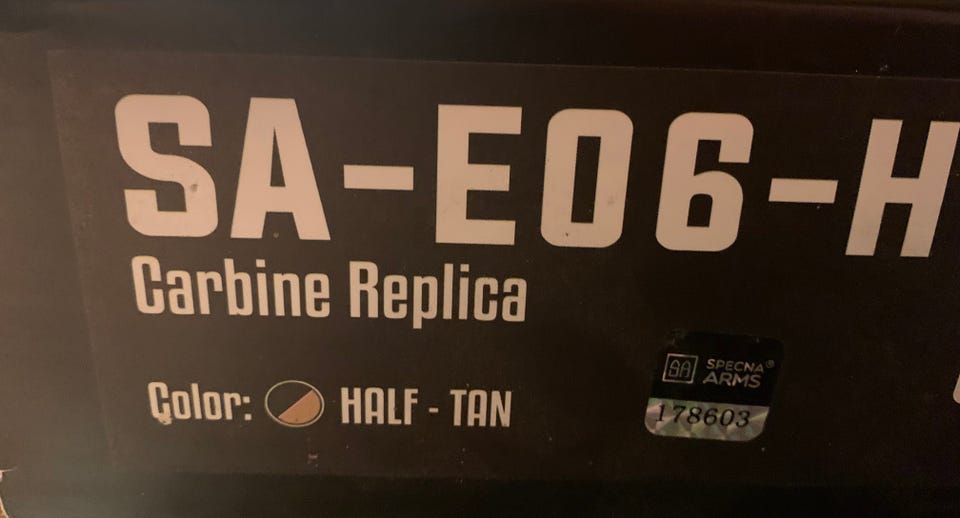 SA-E06-H
Carbine Replica
Color: HALF - TAN
SA SPECNA®
ARMS
178603